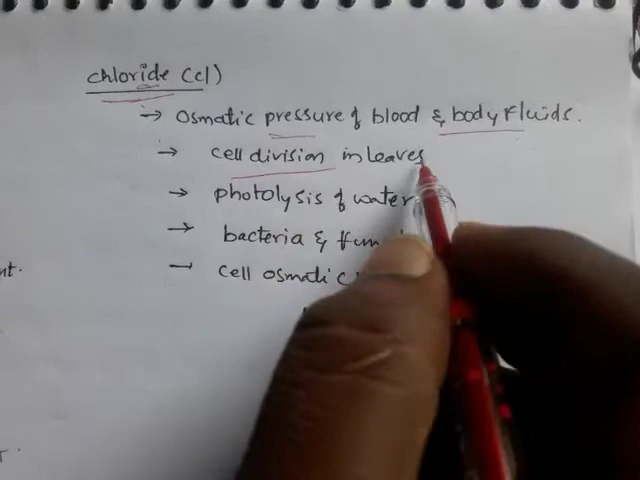 chloride (cl)
→ Osmatic pressure of blood & body Fluids.
→ cell division in leaves
→ photolysis of water
→ bacteria &
→ cell osmatic